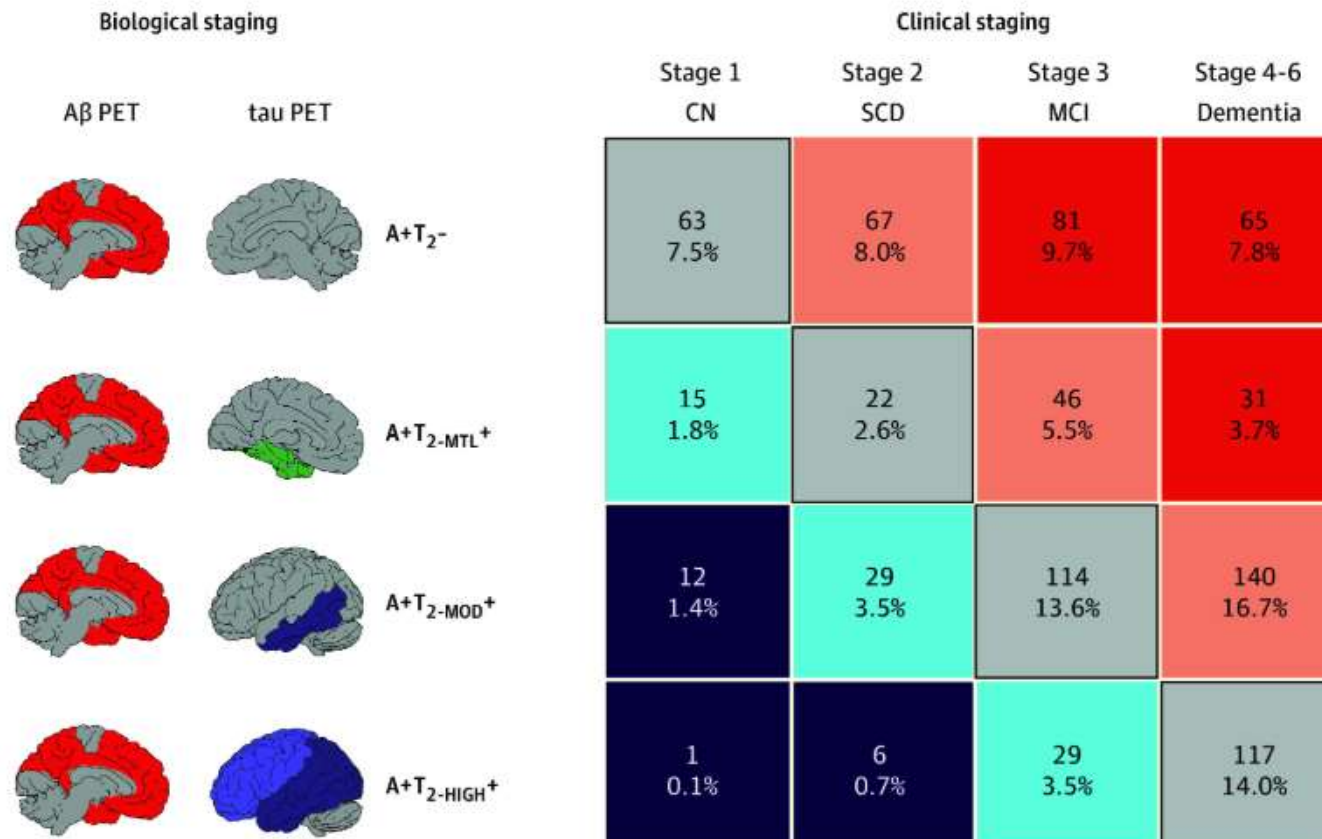 Biological staging
Clinical staging
Aβ PET
tau PET
Stage 1
CN
Stage 2
SCD
Stage 3
MCI
Stage 4-6
Dementia
A+T₂-
63
7.5%
67
8.0%
81
9.7%
65
7.8%
A+T₂-MTL+
15
1.8%
22
2.6%
46
5.5%
31
3.7%
A+T₂-MOD+
12
1.4%
29
3.5%
114
13.6%
140
16.7%
A+T₂-HIGH+
1
0.1%
6
0.7%
29
3.5%
117
14.0%